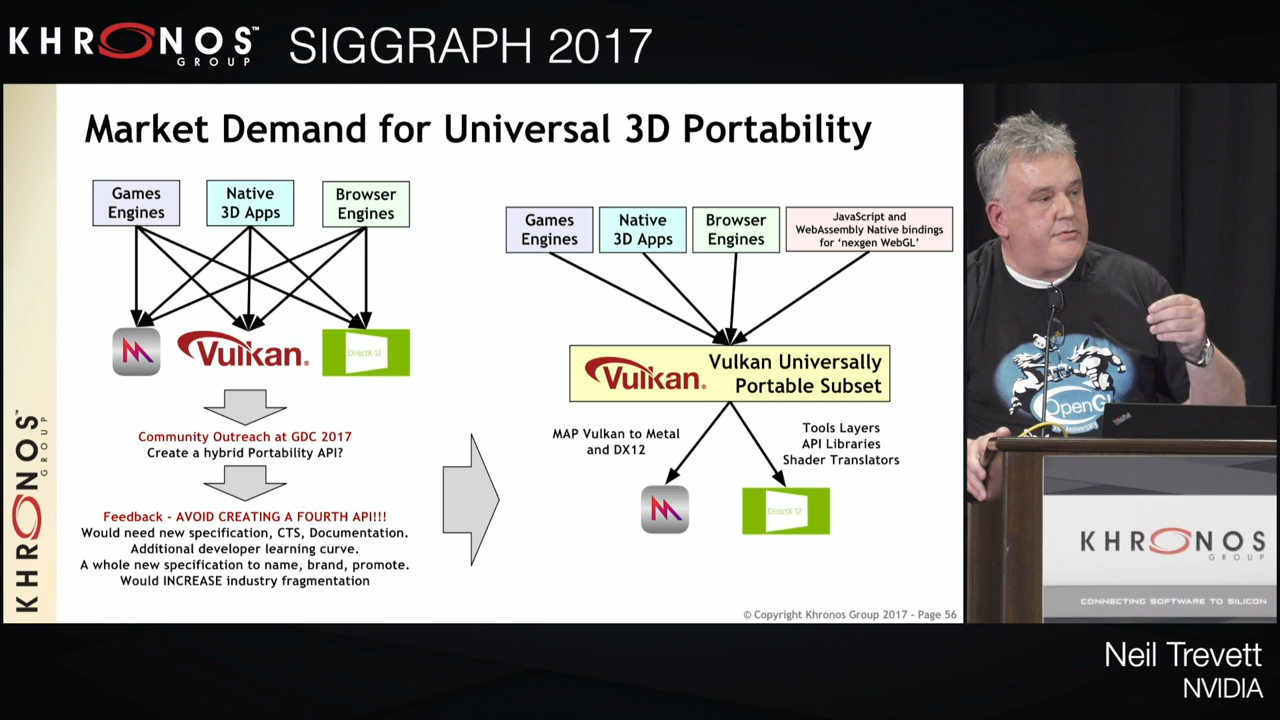 KHRONOS™
GROUP
SIGGRAPH 2017
Market Demand for Universal 3D Portability
Games
Engines
Native
3D Apps
Browser
Engines
Vulkan®
DirectX 12
Community Outreach at GDC 2017
Create a hybrid Portability API?
Feedback - AVOID CREATING A FOURTH API!!!
Would need new specification, CTS, Documentation.
Additional developer learning curve.
A whole new specification to name, brand, promote.
Would INCREASE industry fragmentation
Games
Engines
Native
3D Apps
Browser
Engines
JavaScript and
WebAssembly Native bindings
for ‘nexgen WebGL’
Vulkan®
Vulkan Universally
Portable Subset
MAP Vulkan to Metal
and DX12
Tools Layers
API Libraries
Shader Translators
DirectX 12
© Copyright Khronos Group 2017 - Page 56
KHRONOS™
GROUP
OpenGL
ThinkPad
KHRONOS
GROUP
CONNECTING SOFTWARE TO SILICON
Neil Trevett
NVIDIA